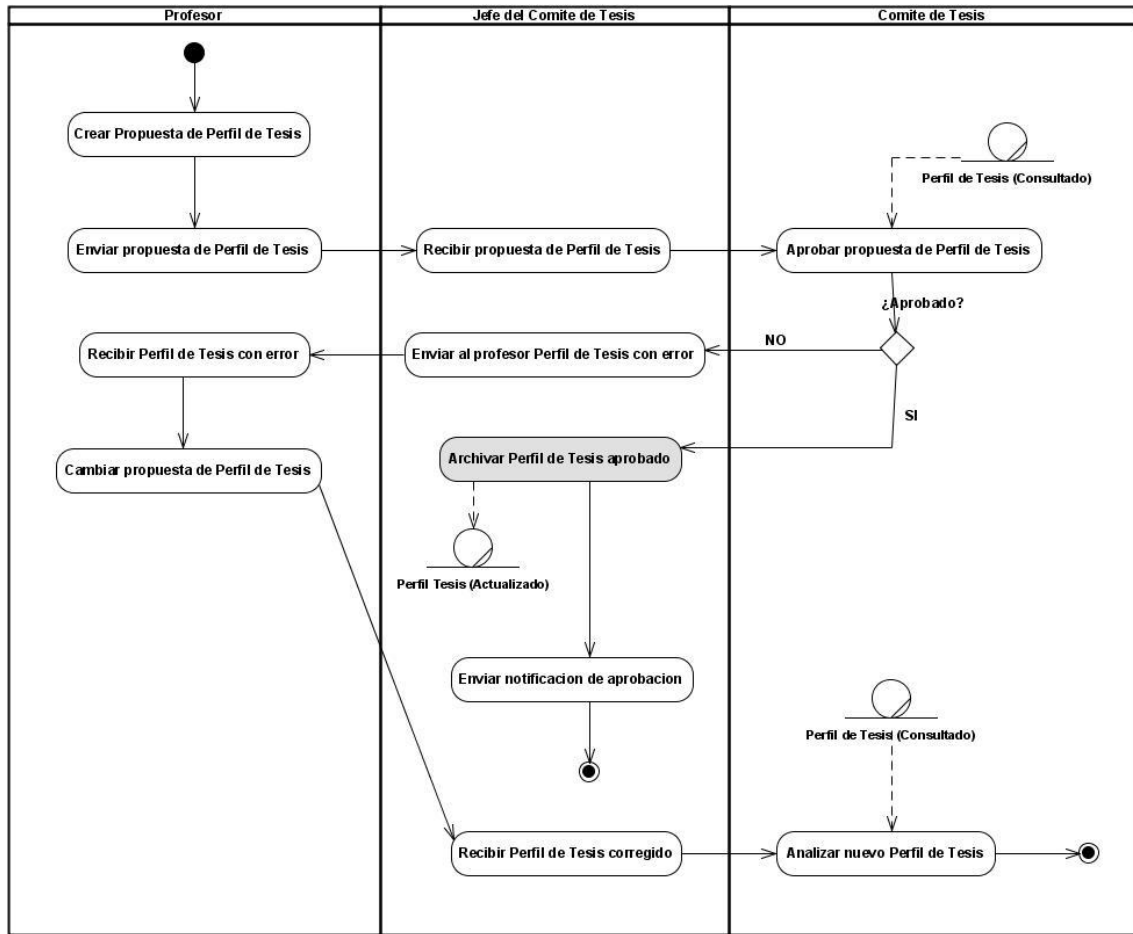 Profesor
Jefe del Comite de Tesis
Comite de Tesis
Crear Propuesta de Perfil de Tesis
Perfil de Tesis (Consultado)
Enviar propuesta de Perfil de Tesis
Recibir propuesta de Perfil de Tesis
Aprobar propuesta de Perfil de Tesis
¿Aprobado?
Recibir Perfil de Tesis con error
Enviar al profesor Perfil de Tesis con error
NO
SI
Cambiar propuesta de Perfil de Tesis
Archivar Perfil de Tesis aprobado
Perfil Tesis (Actualizado)
Enviar notificacion de aprobacion
Perfil de Tesis (Consultado)
Recibir Perfil de Tesis corregido
Analizar nuevo Perfil de Tesis